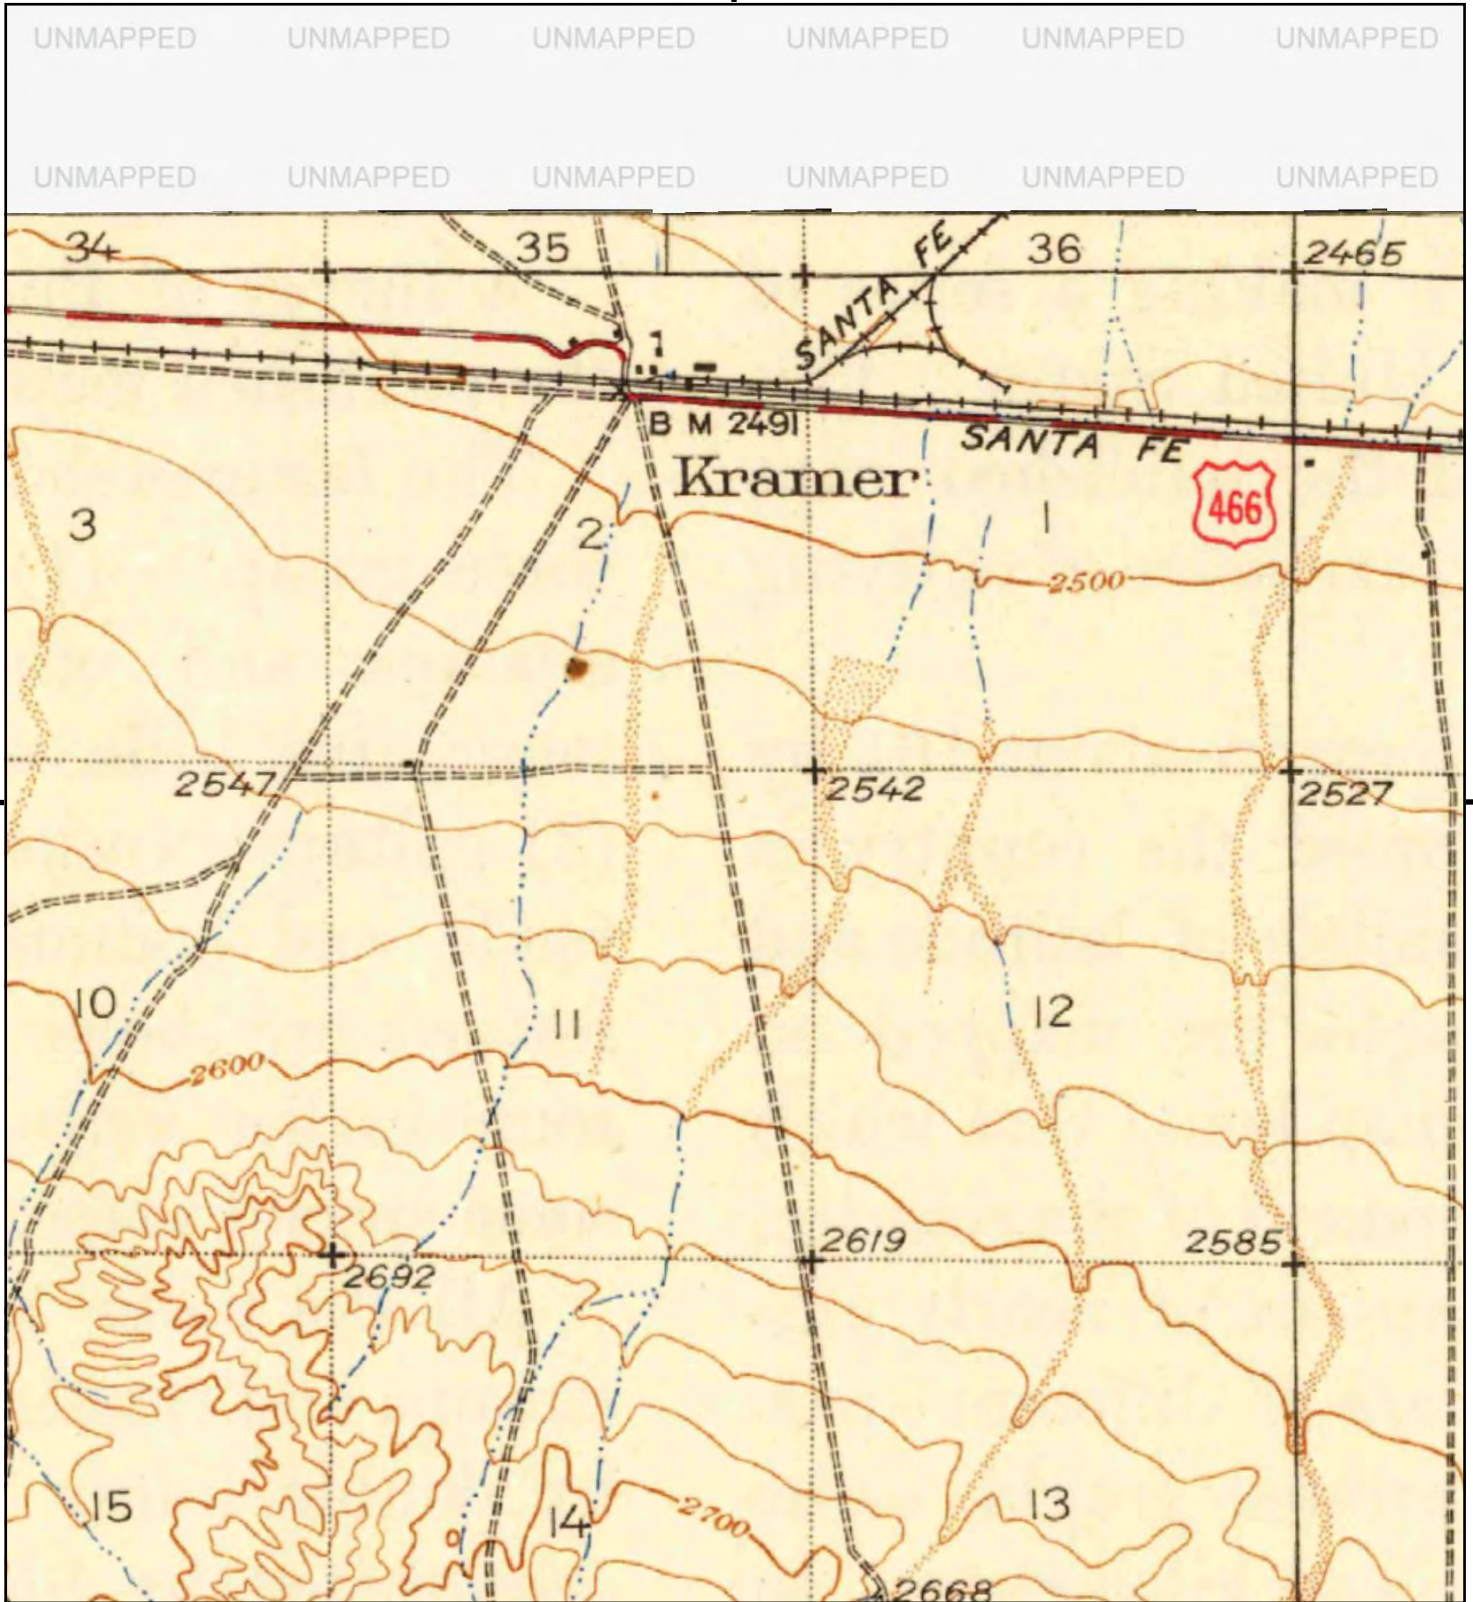 UNMAPPED UNMAPPED UNMAPPED UNMAPPED UNMAPPED UNMAPPED
UNMAPPED UNMAPPED UNMAPPED UNMAPPED UNMAPPED UNMAPPED
34 35 SANTA FE 36 2465
B M 2491 SANTA FE
Kramer
466
3 2 1
2500
2547 2542 2527
10 11 12
2600
2619 2585
2692
15 14 2700 13
2668